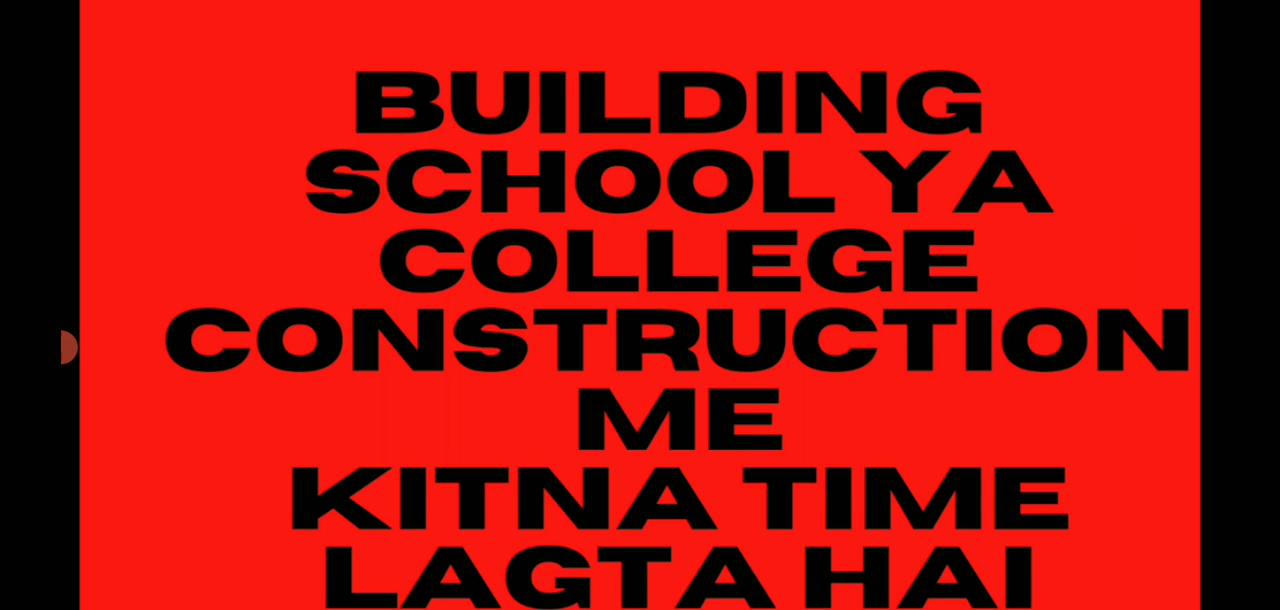 BUILDING
SCHOOL YA
COLLEGE
CONSTRUCTION
ME
KITNA TIME
LAGTA HAI